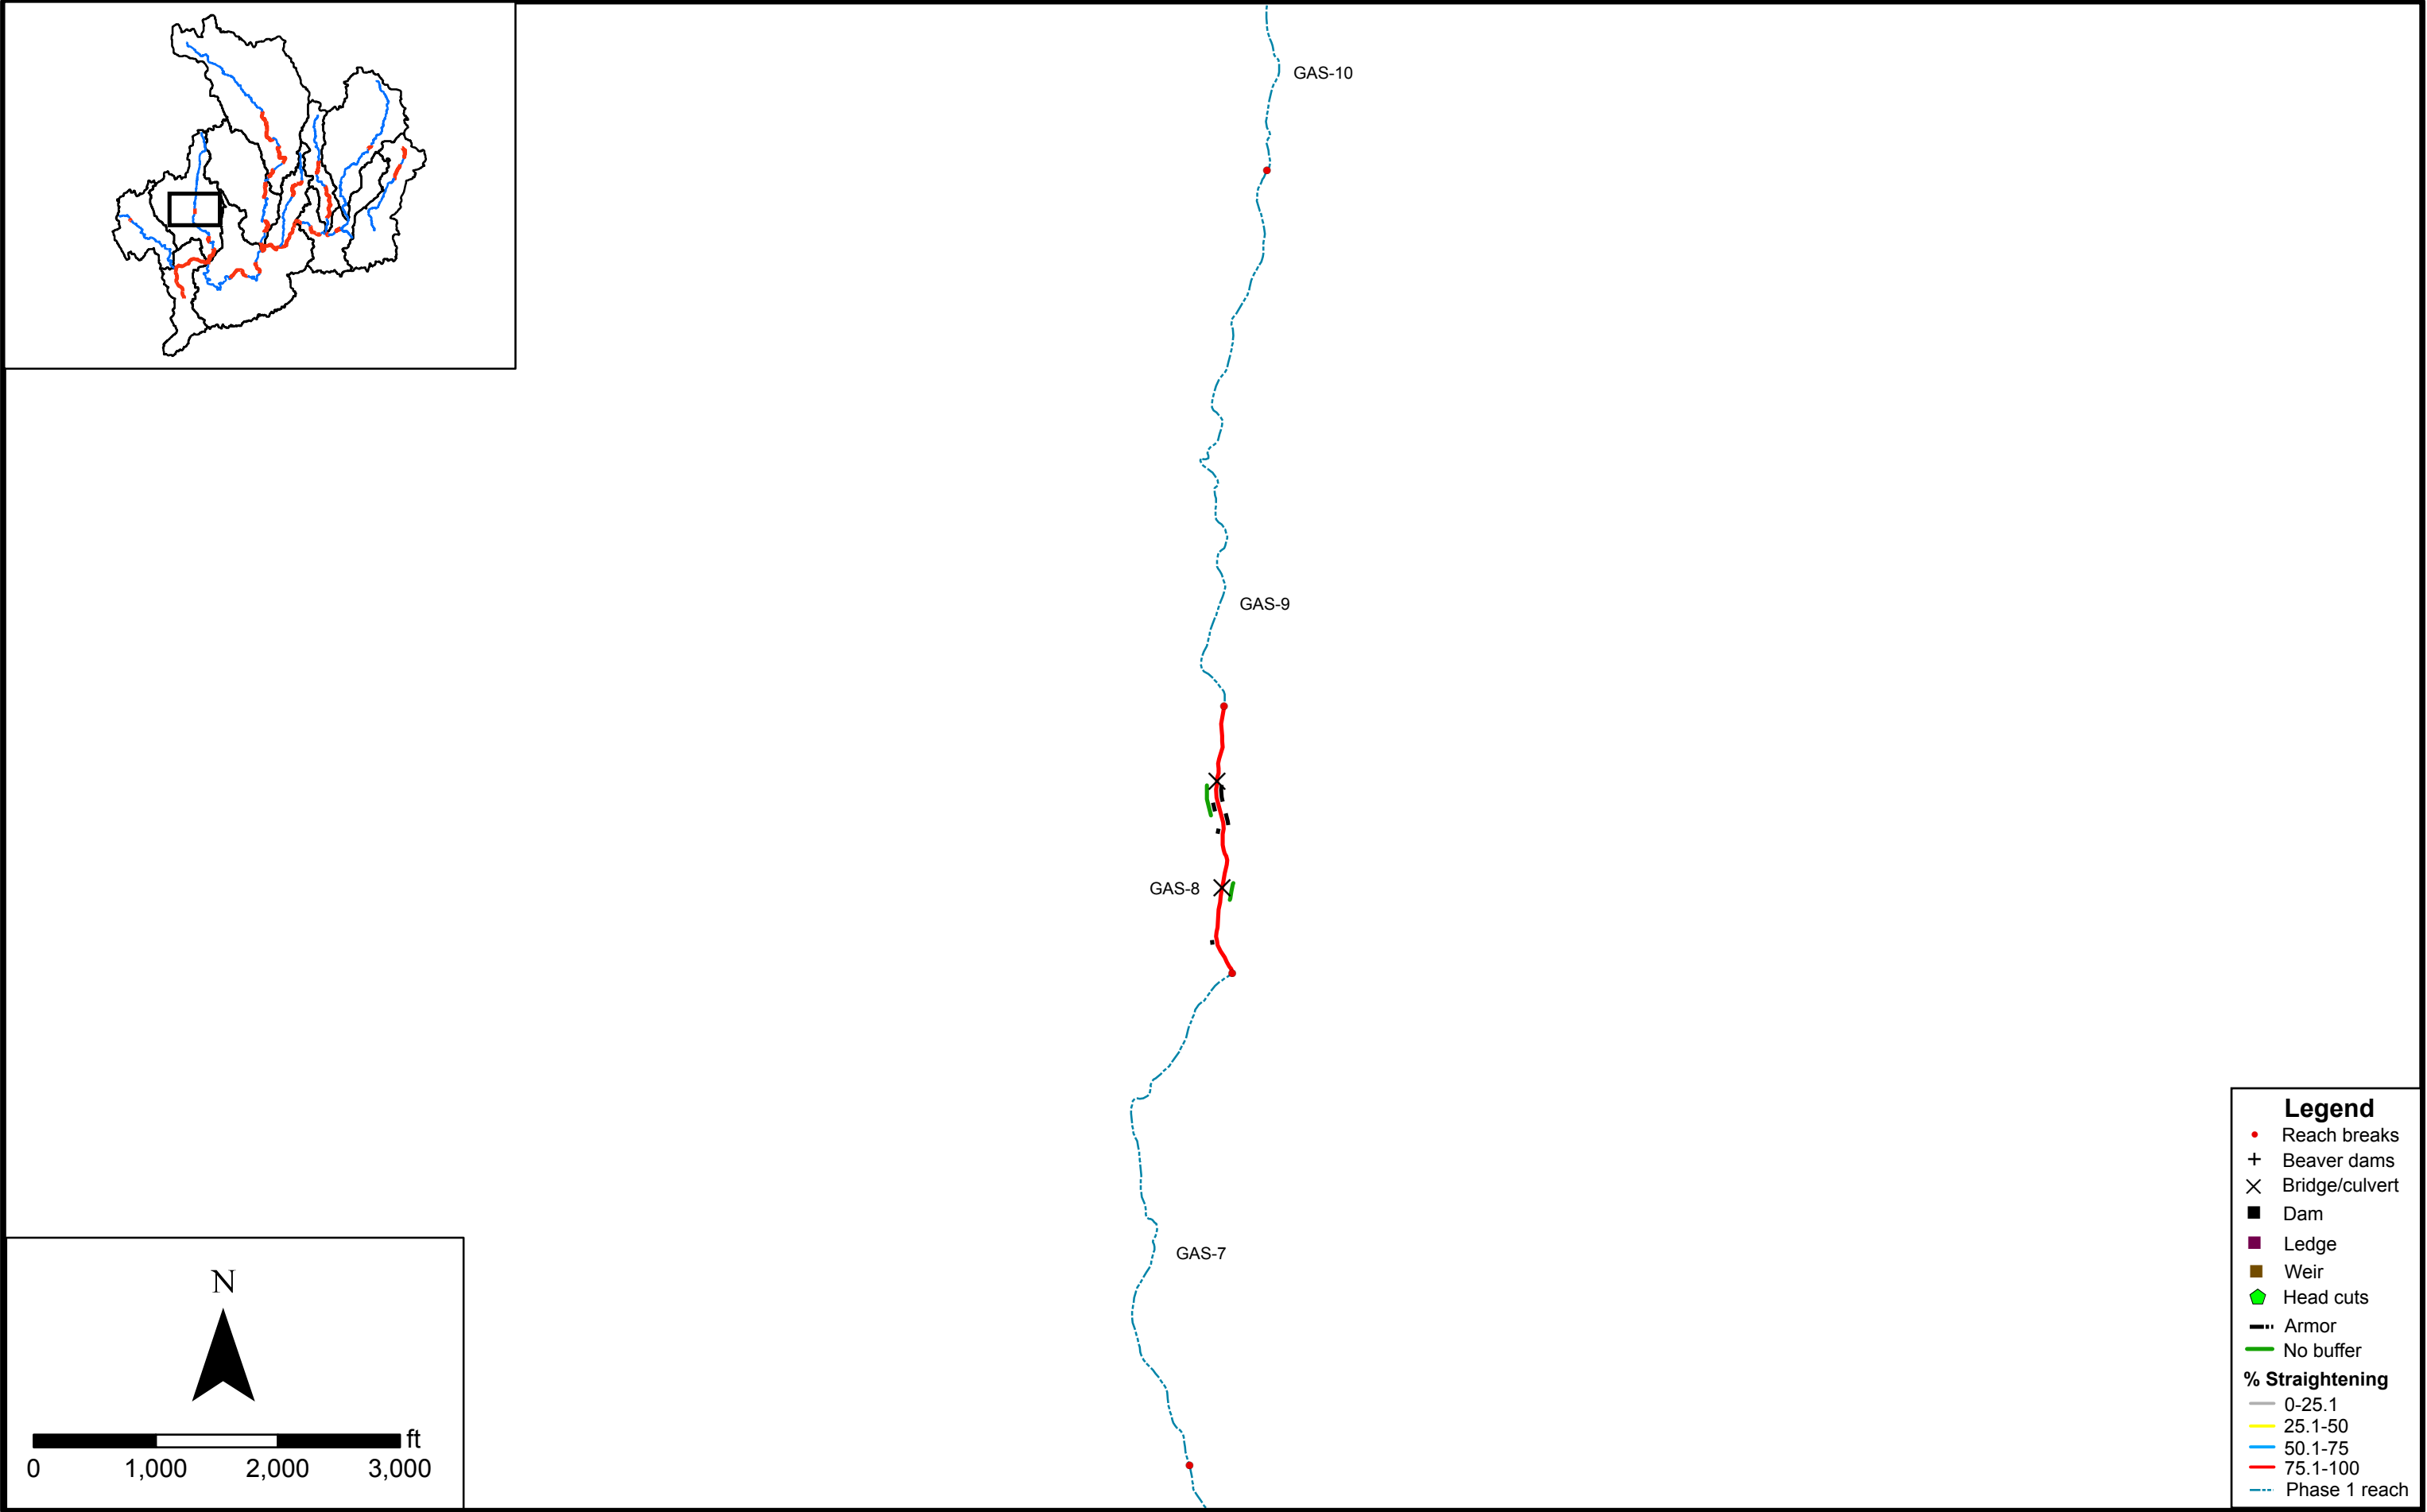 GAS-10
GAS-9
GAS-8
GAS-7
N
ft
0 1,000 2,000 3,000
Legend
Reach breaks
Beaver dams
Bridge/culvert
Dam
Ledge
Weir
Head cuts
Armor
No buffer
% Straightening
0-25.1
25.1-50
50.1-75
75.1-100
Phase 1 reach